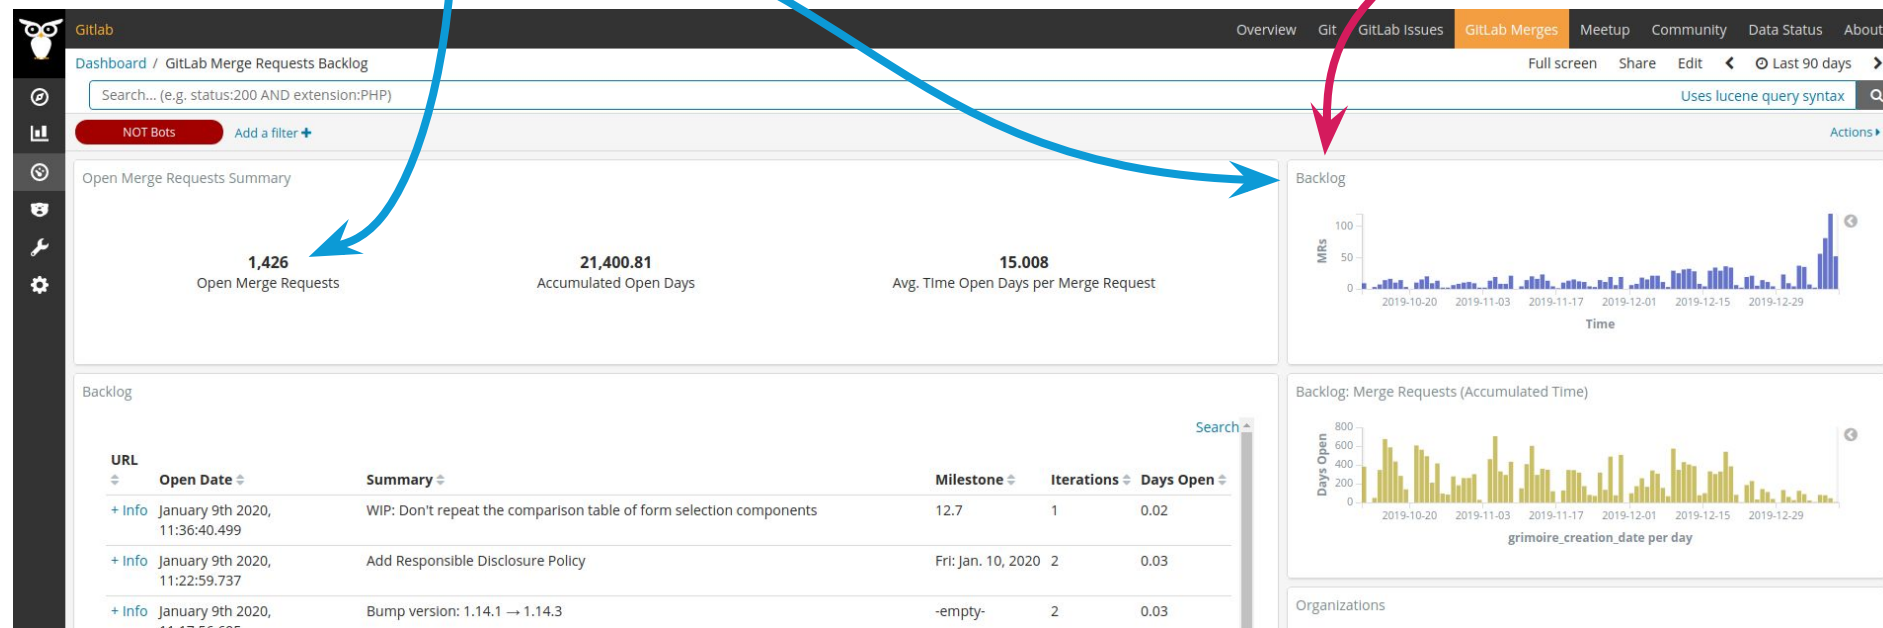 Gitlab
Overview Git GitLab Issues GitLab Merges Meetup Community Data Status About
Dashboard / GitLab Merge Requests Backlog
Full screen Share Edit Last 90 days
Search... (e.g. status:200 AND extension:PHP)
Uses lucene query syntax
NOT Bots Add a filter +
Actions
Open Merge Requests Summary
1,426
Open Merge Requests
21,400.81
Accumulated Open Days
15.008
Avg. TIme Open Days per Merge Request
Backlog
100
50
0
MRs
2019-10-20 2019-11-03 2019-11-17 2019-12-01 2019-12-15 2019-12-29
Time
Backlog
Search
URL Open Date Summary Milestone Iterations Days Open
+ Info January 9th 2020, WIP: Don't repeat the comparison table of form selection components 12.7 1 0.02
11:36:40.499
+ Info January 9th 2020, Add Responsible Disclosure Policy Fri: Jan. 10, 2020 2 0.03
11:22:59.737
+ Info January 9th 2020, Bump version: 1.14.1 → 1.14.3 -empty- 2 0.03
Backlog: Merge Requests (Accumulated Time)
800
600
400
200
0
Days Open
2019-10-20 2019-11-03 2019-11-17 2019-12-01 2019-12-15 2019-12-29
grimoire_creation_date per day
Organizations